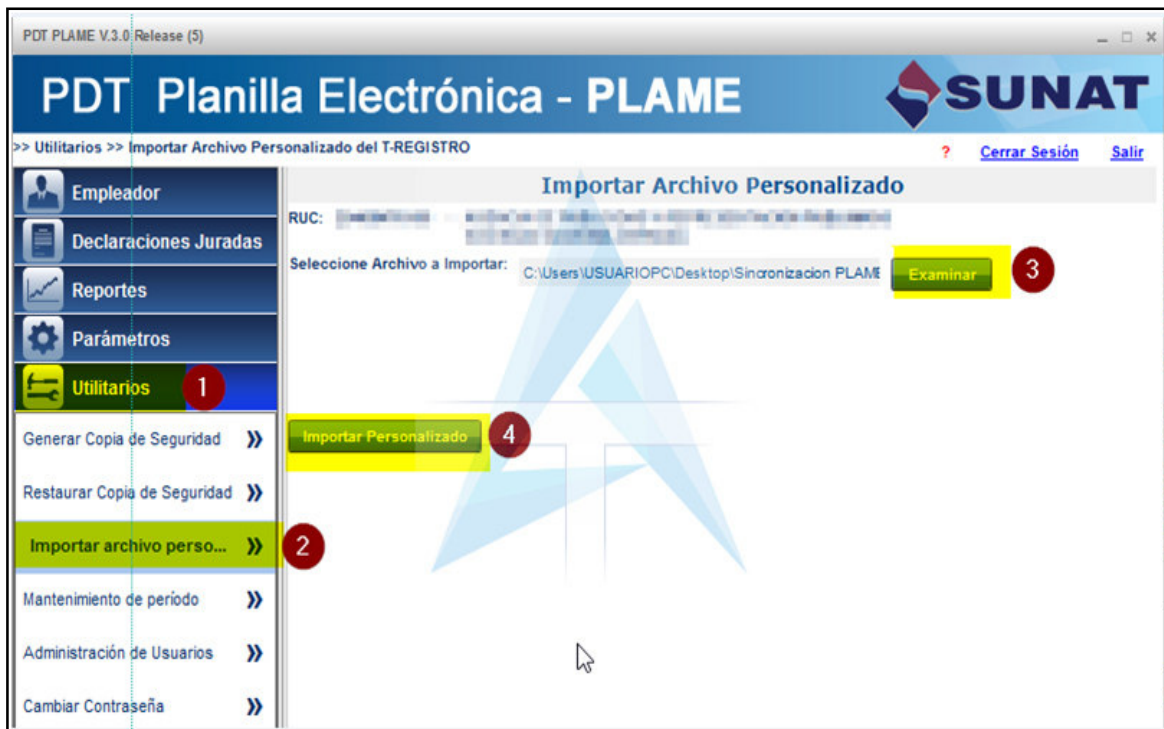 PDT PLAME V.3.0 Release (5)
PDT Planilla Electrónica - PLAME
SUNAT
>> Utilitarios >> Importar Archivo Personalizado del T-REGISTRO
? Cerrar Sesión Salir
Empleador
Declaraciones Juradas
Reportes
Parámetros
Utilitarios 1
Generar Copia de Seguridad »
Restaurar Copia de Seguridad »
Importar archivo perso... » 2
Mantenimiento de período »
Administración de Usuarios »
Cambiar Contraseña »
Importar Archivo Personalizado
RUC:
Seleccione Archivo a Importar: C:\Users\USUARIOPC\Desktop\Sincronizacion PLAME Examinar 3
Importar Personalizado 4